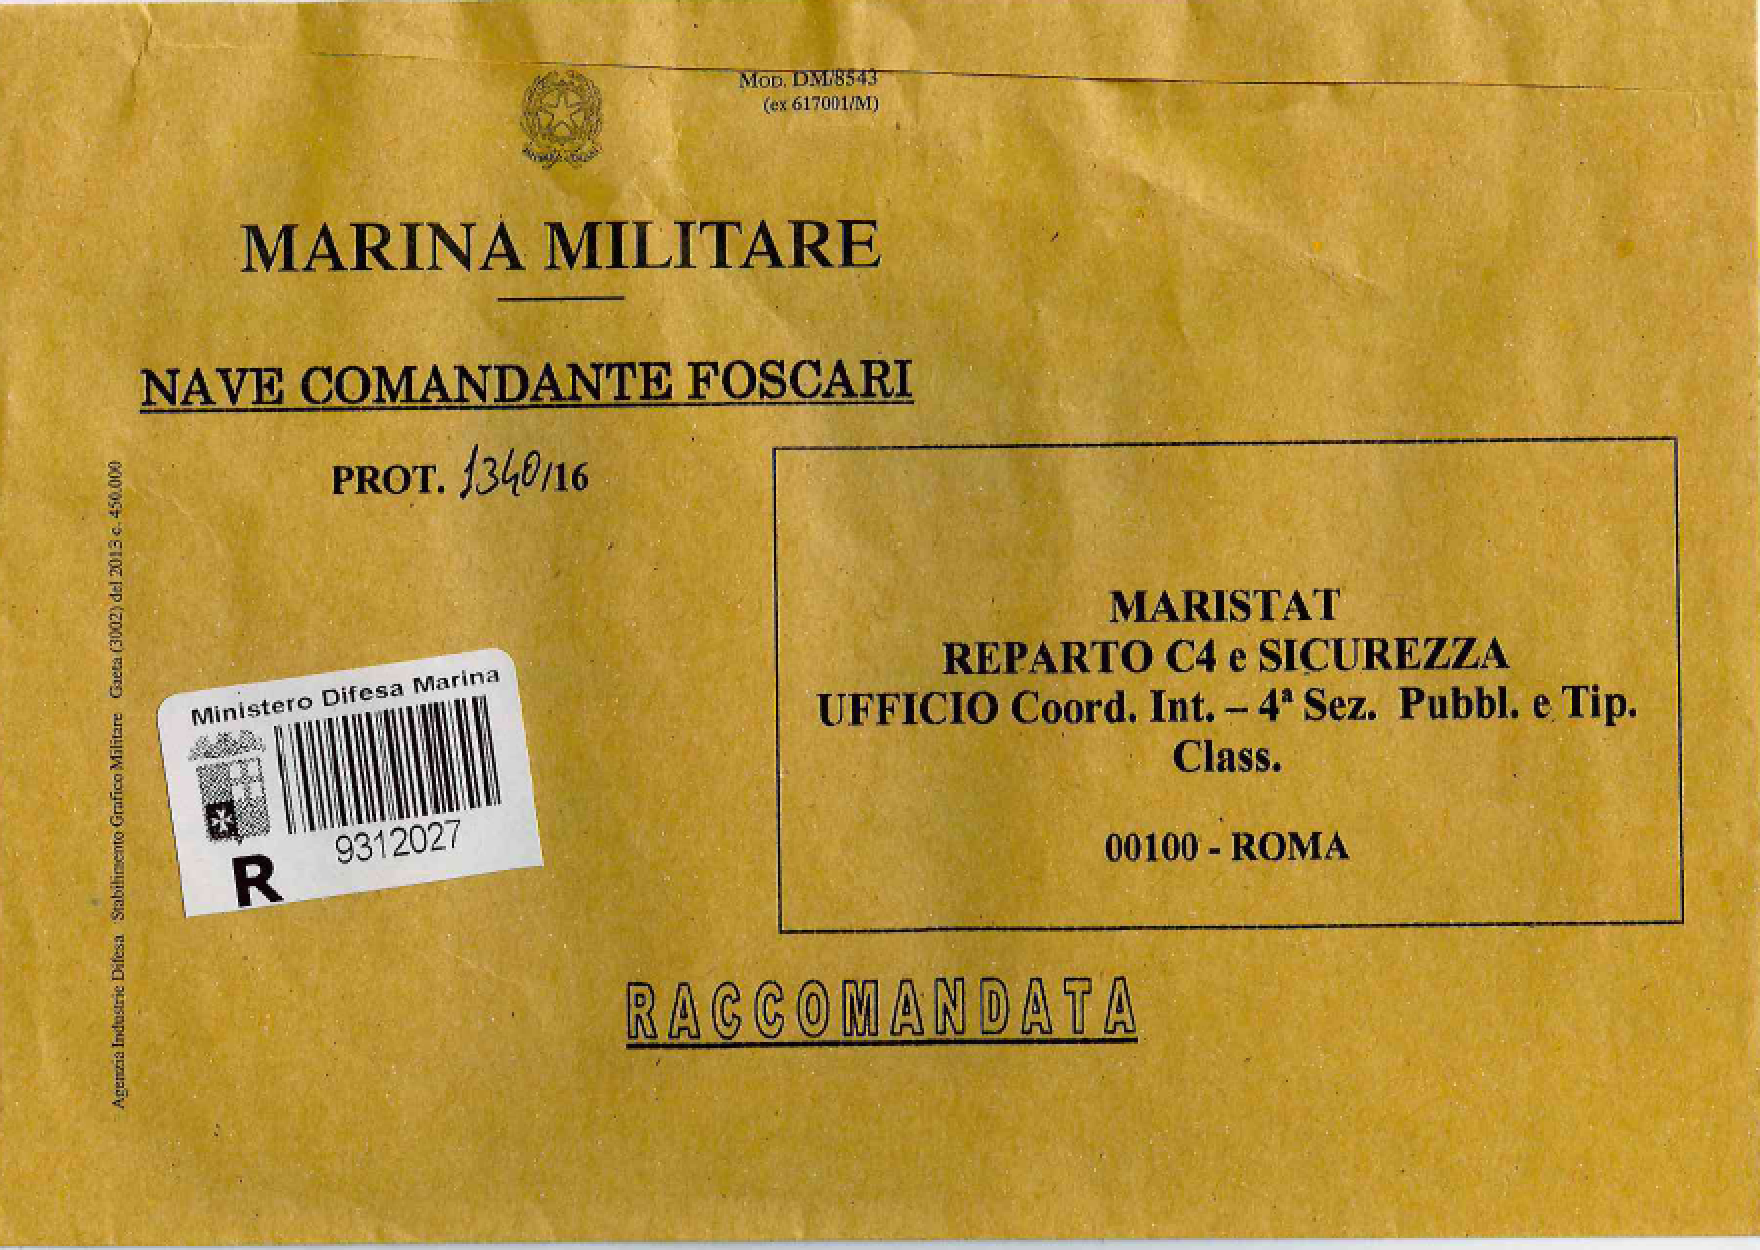 MOD. DM/8543
(ex 617001/M)
MARINA MILITARE
NAVE COMANDANTE FOSCARI
PROT. 1340/16
MARISTAT
REPARTO C4 e SICUREZZA
UFFICIO Coord. Int. – 4ª Sez. Pubbl. e Tip.
Class.
00100 - ROMA
Ministero Difesa Marina
9312027
R
RACCOMANDATA
Agenzia Industrie Difesa Stabilimento Grafico Militare Gaeta (3002) del 2013 c. 450.000